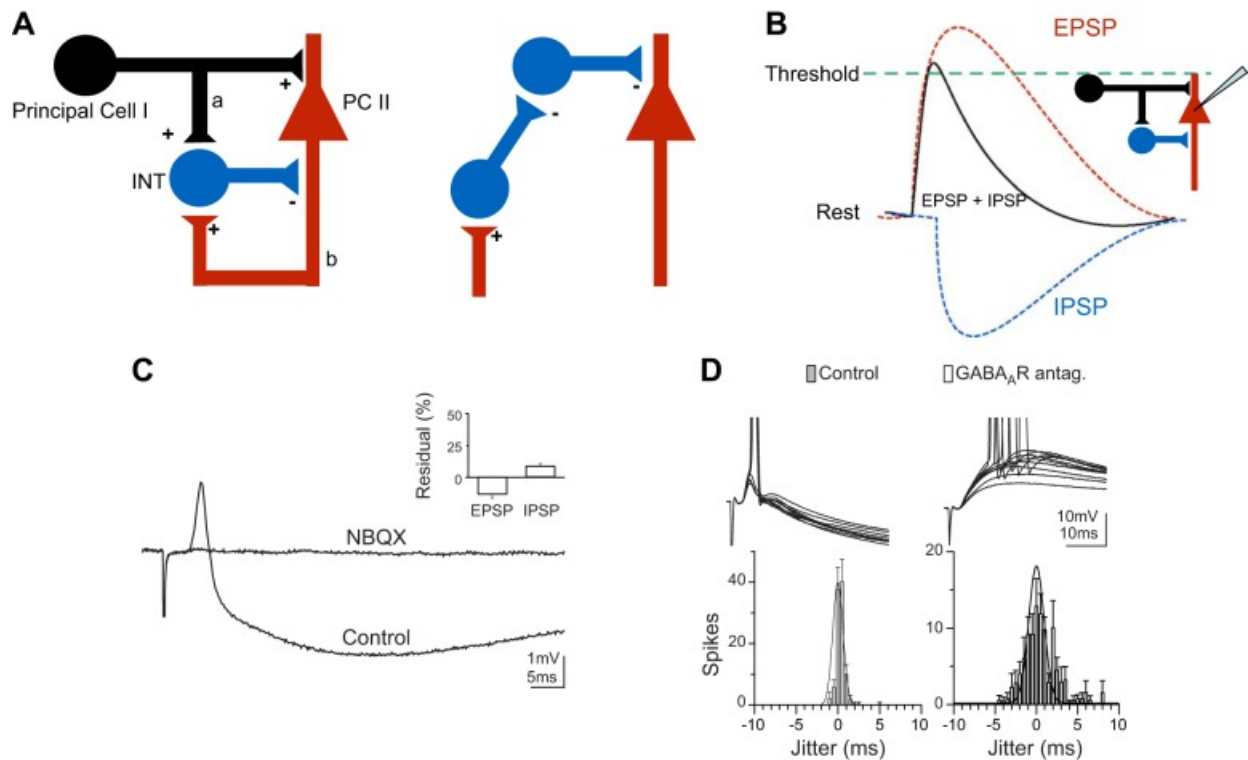 A
Principal Cell I
+
a
+
PC II
INT
-
+
b
-
-
+
B
EPSP
Threshold
Rest
EPSP + IPSP
IPSP
C
Residual (%)
50
25
0
EPSP
IPSP
NBQX
Control
1mV
5ms
D
Control
GABA_AR antag.
10mV
10ms
Spikes
40
20
0
-10
-5
0
5
10
Jitter (ms)
20
10
0
-10
-5
0
5
10
Jitter (ms)